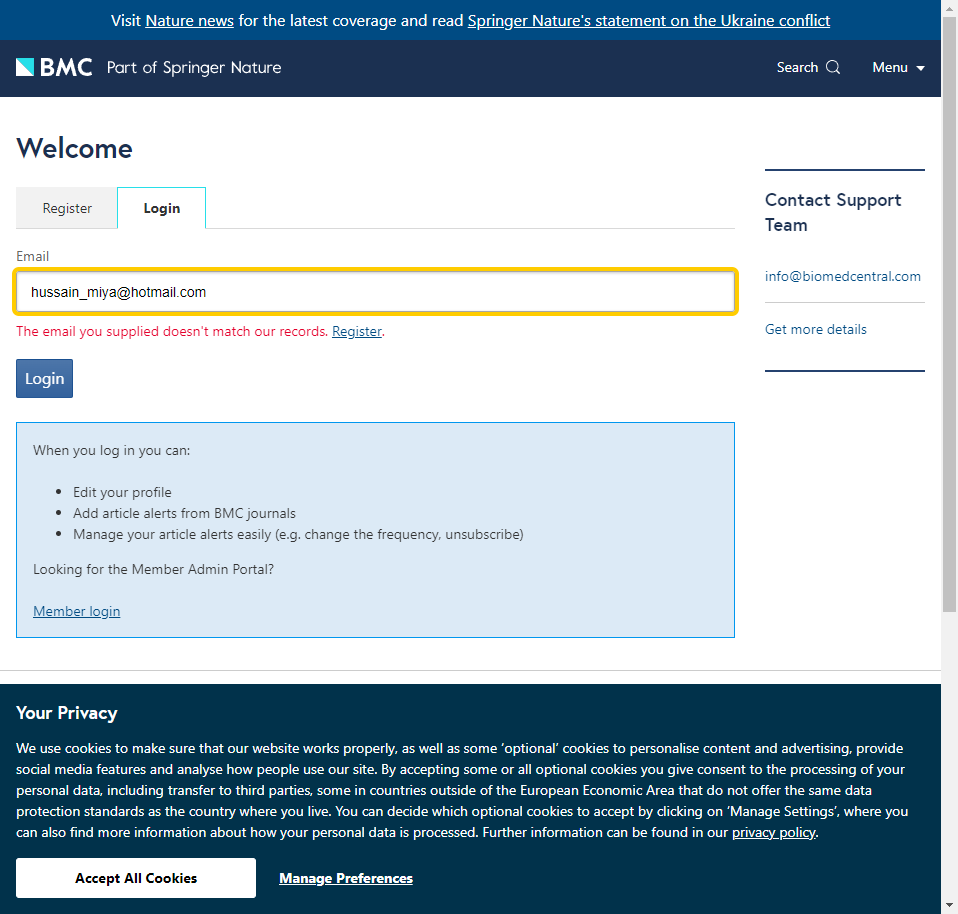 Visit Nature news for the latest coverage and read Springer Nature's statement on the Ukraine conflict
BMC Part of Springer Nature
Search
Menu
Welcome
Register
Login
Email
hussain_miya@hotmail.com
The email you supplied doesn't match our records. Register.
Login
When you log in you can:
• Edit your profile
• Add article alerts from BMC journals
• Manage your article alerts easily (e.g. change the frequency, unsubscribe)
Looking for the Member Admin Portal?
Member login
Contact Support
Team
info@biomedcentral.com
Get more details
Your Privacy
We use cookies to make sure that our website works properly, as well as some ‘optional’ cookies to personalise content and advertising, provide
social media features and analyse how people use our site. By accepting some or all optional cookies you give consent to the processing of your
personal data, including transfer to third parties, some in countries outside of the European Economic Area that do not offer the same data
protection standards as the country where you live. You can decide which optional cookies to accept by clicking on ‘Manage Settings’, where you
can also find more information about how your personal data is processed. Further information can be found in our privacy policy.
Accept All Cookies
Manage Preferences